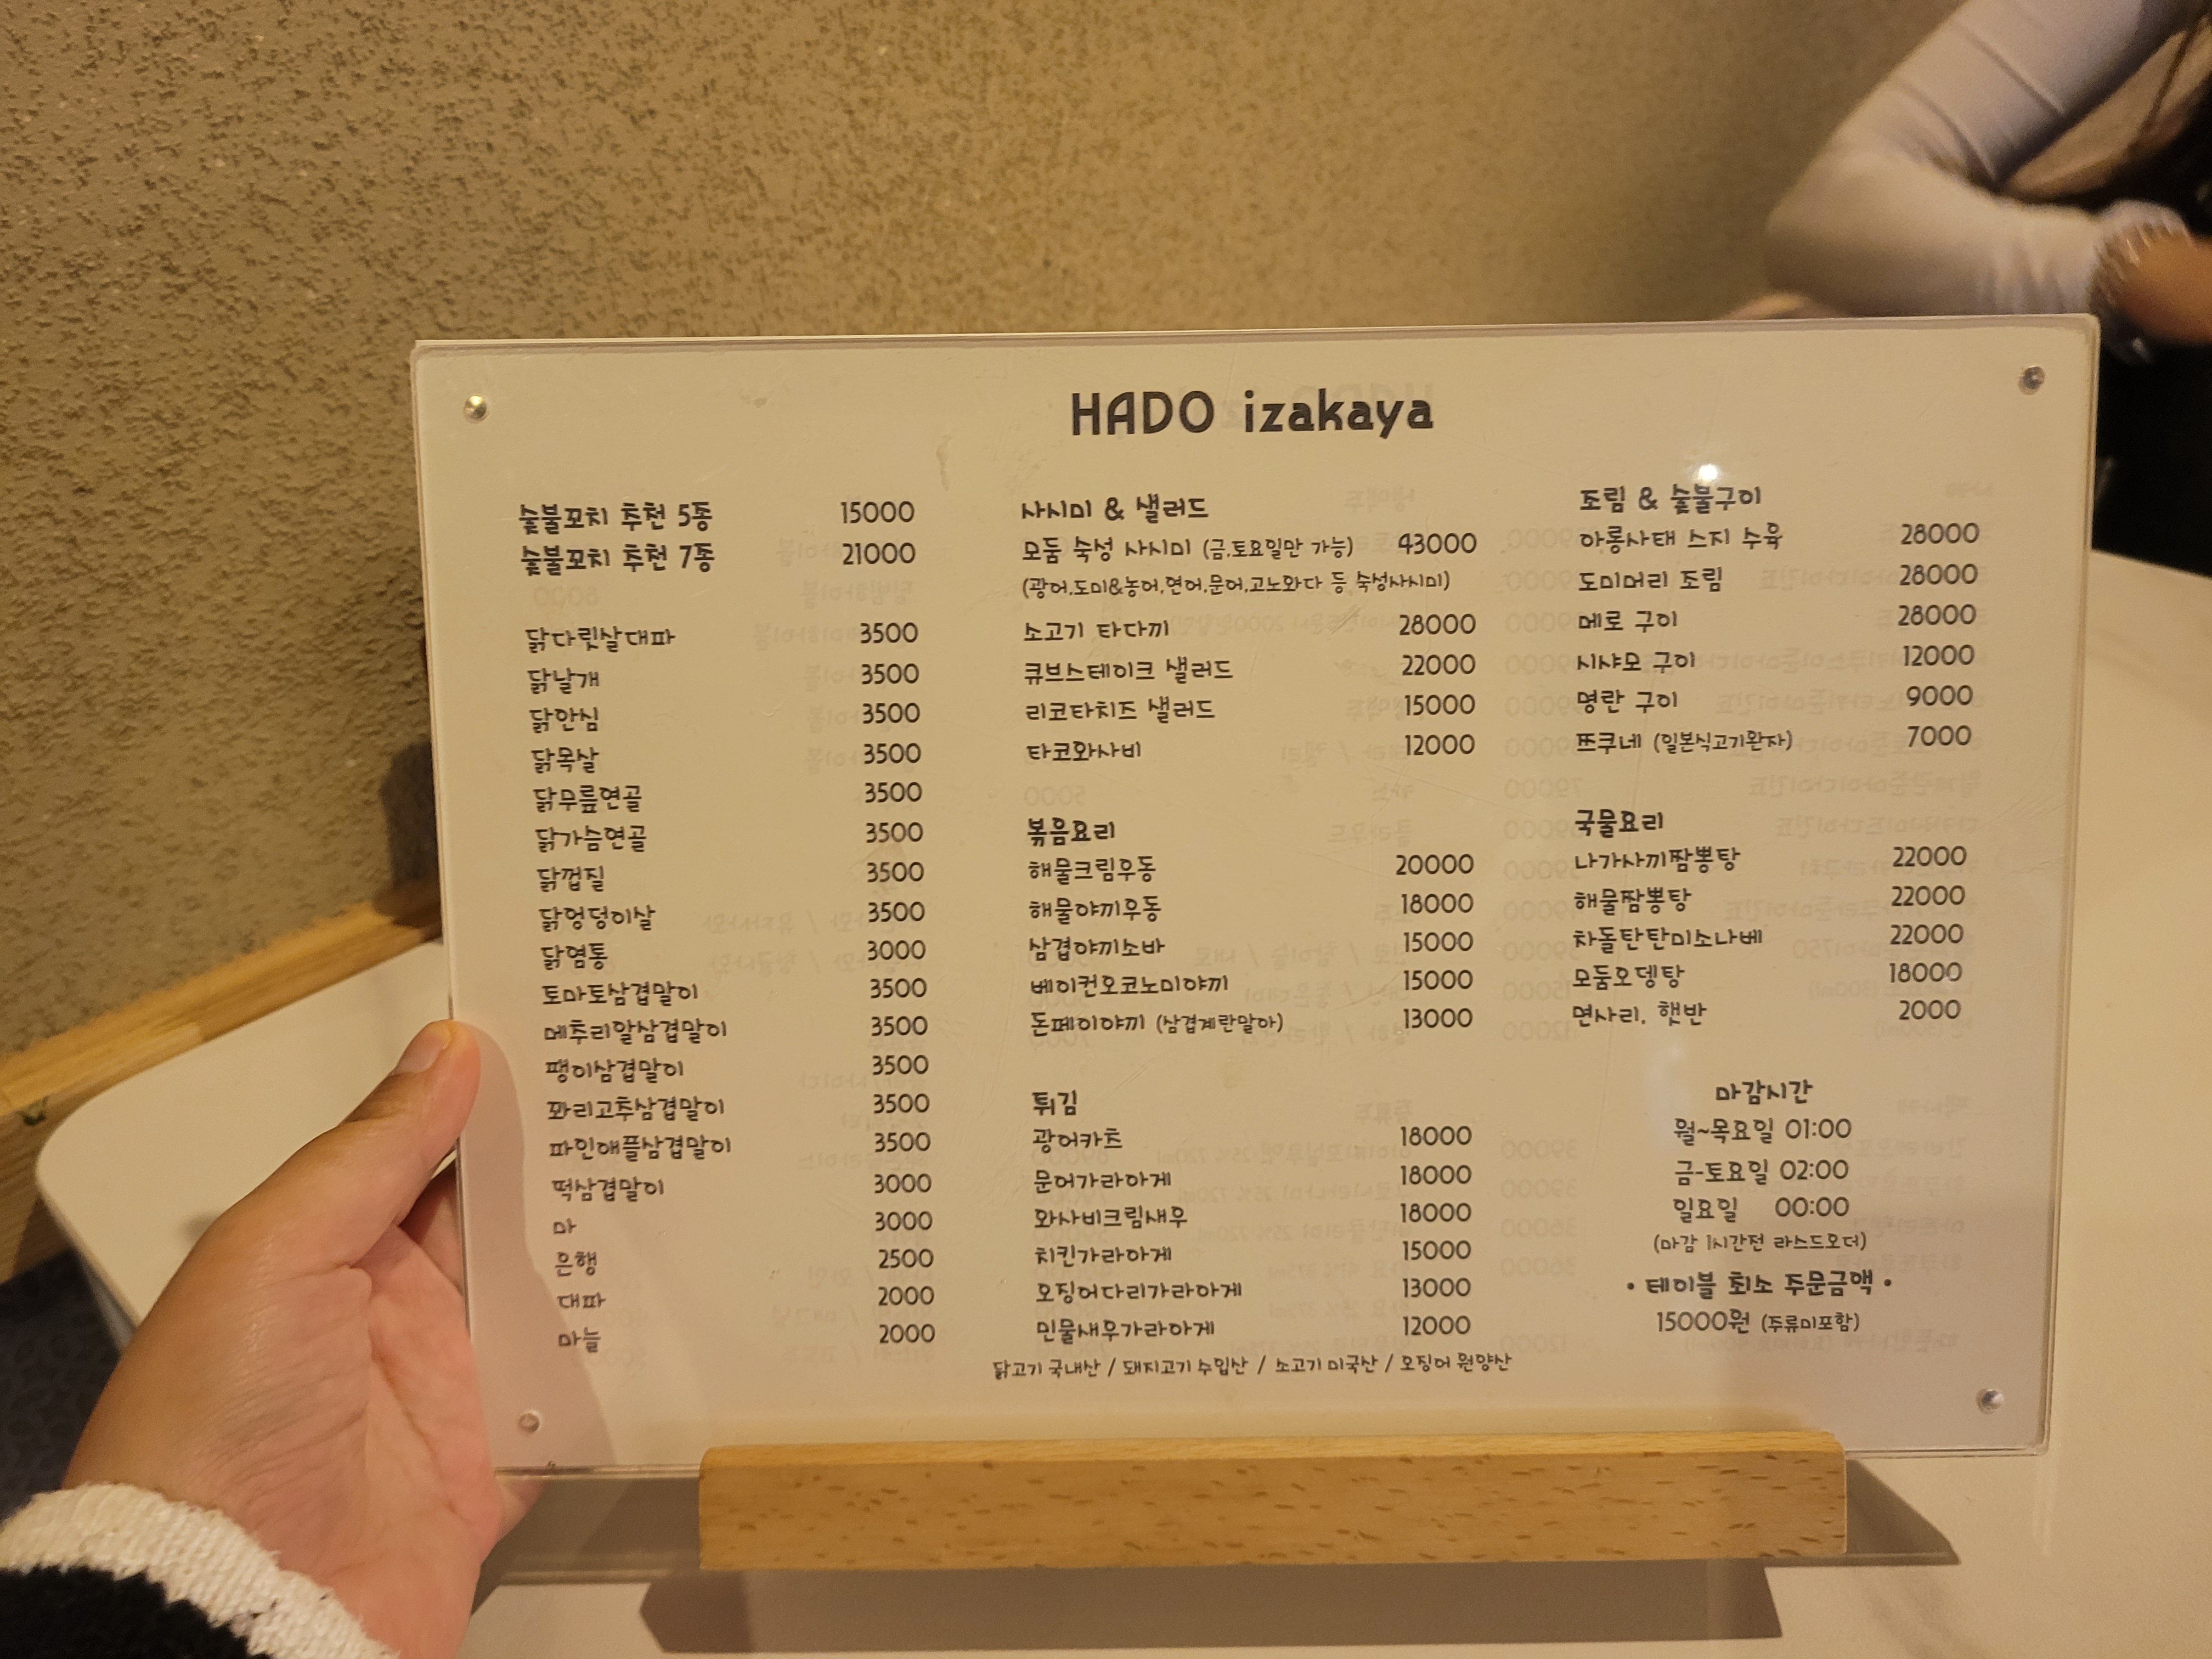 HADO izakaya
숯불꼬치 추천 5종 15000
숯불꼬치 추천 7종 21000
닭다릿살대파 3500
닭날개 3500
닭안심 3500
닭목살 3500
닭무릎연골 3500
닭가슴연골 3500
닭껍질 3500
닭엉덩이살 3500
닭염통 3000
토마토삼겹말이 3500
메추리알삼겹말이 3500
팽이삼겹말이 3500
꽈리고추삼겹말이 3500
파인애플삼겹말이 3500
떡삼겹말이 3000
마 3000
은행 2500
대파 2000
마늘 2000
사시미 & 샐러드
모둠 숙성 사시미 (금,토요일만 가능) 43000
(광어,도미&농어,연어,문어,고노와다 등 숙성사시미)
소고기 타다끼 28000
큐브스테이크 샐러드 22000
리코타치즈 샐러드 15000
타코와사비 12000
볶음요리
해물크림우동 20000
해물야끼우동 18000
삼겹야끼소바 15000
베이컨오코노미야끼 15000
돈페이야끼 (삼겹계란말아) 13000
튀김
광어카츠 18000
문어가라아게 18000
와사비크림새우 18000
치킨가라아게 15000
오징어다리가라아게 13000
민물새우가라아게 12000
조림 & 숯불구이
아롱사태 스지 수육 28000
도미머리 조림 28000
메로 구이 28000
시샤모 구이 12000
명란 구이 9000
쯔쿠네 (일본식고기완자) 7000
국물요리
나가사끼짬뽕탕 22000
해물짬뽕탕 22000
차돌탄탄미소나베 22000
모둠오뎅탕 18000
면사리, 햇반 2000
마감시간
월~목요일 01:00
금-토요일 02:00
일요일 00:00
(마감 1시간전 라스트오더)
• 테이블 최소 주문금액 •
15000원 (주류미포함)
닭고기 국내산 / 돼지고기 수입산 / 소고기 미국산 / 오징어 원양산